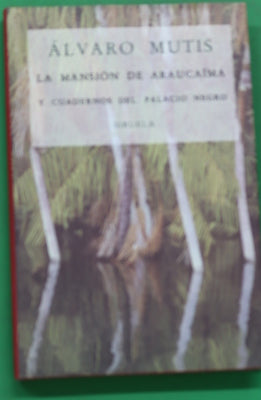 ÁLVARO MUTIS
LA MANSIÓN DE ARAUCAÍMA
Y CUADERNOS DEL PALACIO NEGRO
SIRUELA